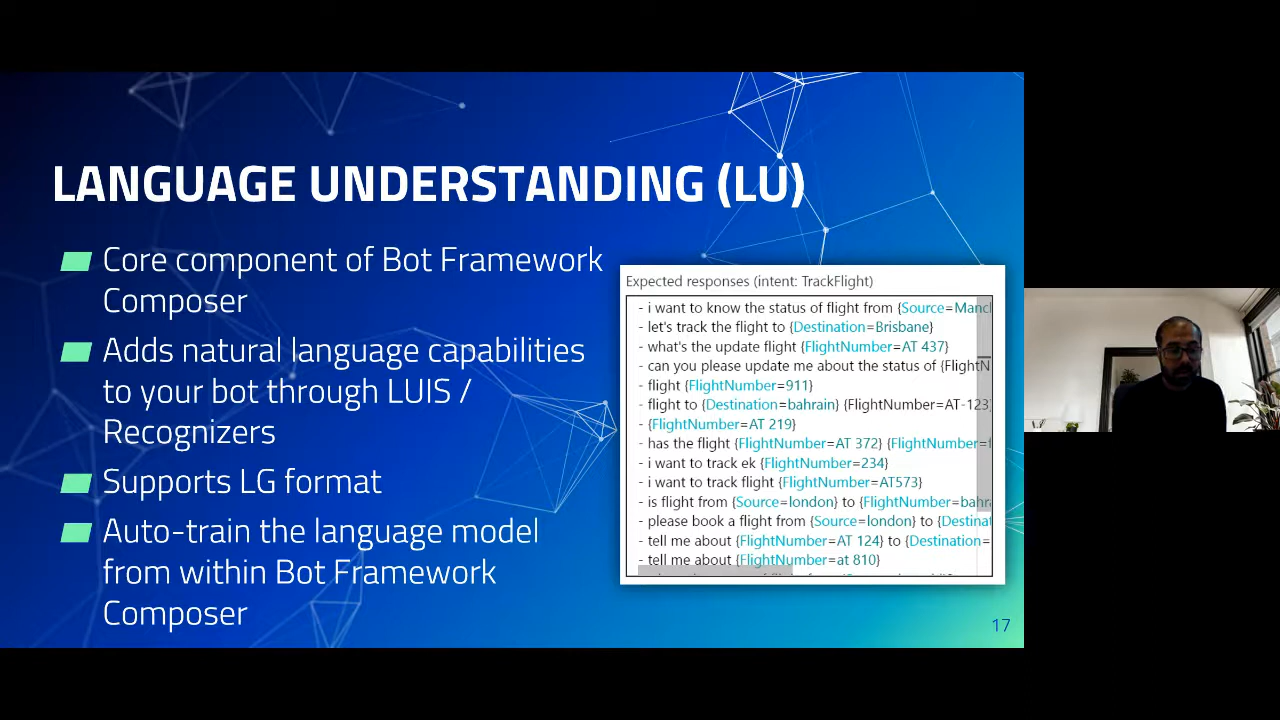 LANGUAGE UNDERSTANDING (LU)
Core component of Bot Framework
Composer
Adds natural language capabilities
to your bot through LUIS /
Recognizers
Supports LG format
Auto-train the language model
from within Bot Framework
Composer
Expected responses (intent: TrackFlight)
- i want to know the status of flight from {Source=Manc
- let's track the flight to {Destination=Brisbane}
- what's the update flight {FlightNumber=AT 437}
- can you please update me about the status of {FlightN
- flight {FlightNumber=911}
- flight to {Destination=bahrain} {FlightNumber=AT-123
- {FlightNumber=AT 219}
- has the flight {FlightNumber=AT 372} {FlightNumber=
- i want to track ek {FlightNumber=234}
- i want to track flight {FlightNumber=AT573}
- is flight from {Source=london} to {FlightNumber=bahr
- please book a flight from {Source=london} to {Destinat
- tell me about {FlightNumber=AT 124} to {Destination=
- tell me about {FlightNumber=at 810}
17